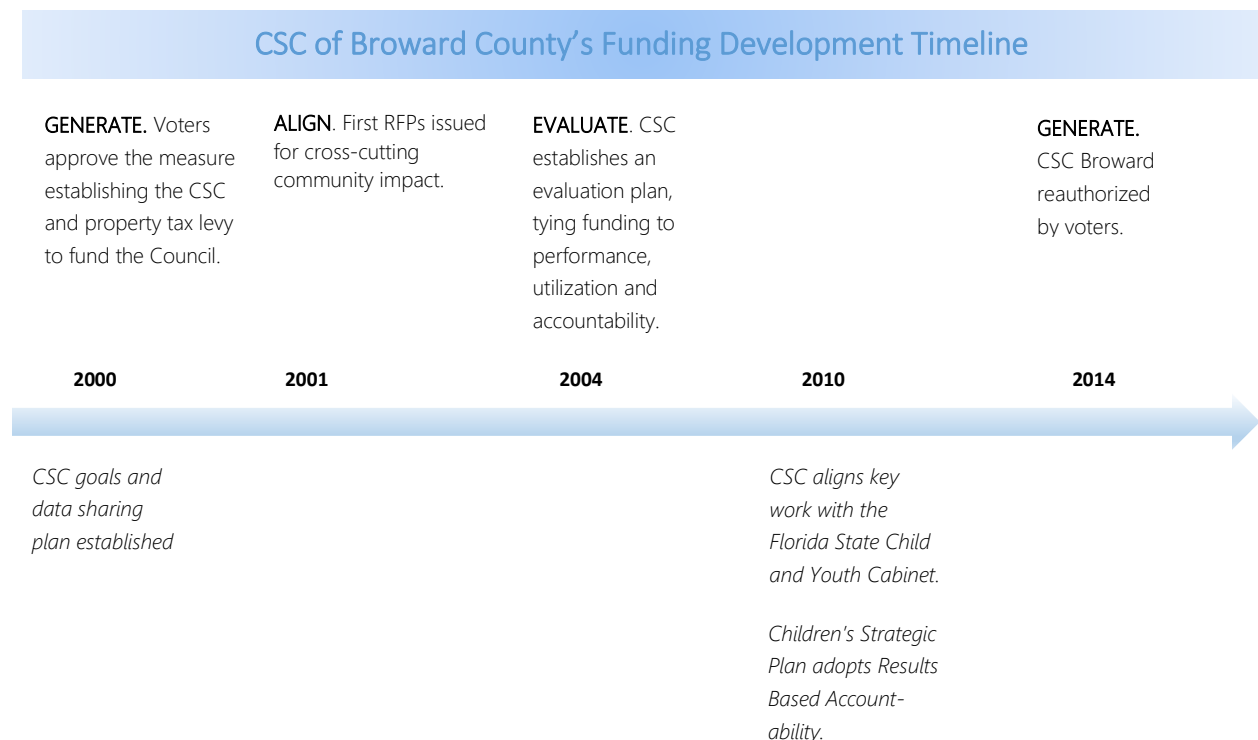 CSC of Broward County’s Funding Development Timeline
GENERATE. Voters
approve the measure
establishing the CSC
and property tax levy
to fund the Council.
ALIGN. First RFPs issued
for cross-cutting
community impact.
EVALUATE. CSC
establishes an
evaluation plan,
tying funding to
performance,
utilization and
accountability.
GENERATE.
CSC Broward
reauthorized
by voters.
2000
2001
2004
2010
2014
CSC goals and
data sharing
plan established
CSC aligns key
work with the
Florida State Child
and Youth Cabinet.
Children’s Strategic
Plan adopts Results
Based Account-
ability.